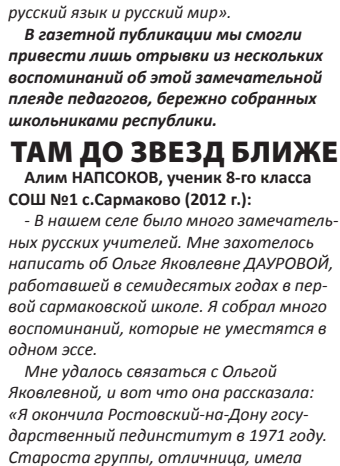 русский язык и русский мир».
В газетной публикации мы смогли
привести лишь отрывки из нескольких
воспоминаний об этой замечательной
плеяде педагогов, бережно собранных
школьниками республики.
ТАМ ДО ЗВЕЗД БЛИЖЕ
Алим НАПСОКОВ, ученик 8-го класса
СОШ №1 с.Сармаково (2012 г.):
- В нашем селе было много замечатель-
ных русских учителей. Мне захотелось
написать об Ольге Яковлевне ДАУРОВОЙ,
работавшей в семидесятых годах в пер-
вой сармаковской школе. Я собрал много
воспоминаний, которые не уместятся в
одном эссе.
Мне удалось связаться с Ольгой
Яковлевной, и вот что она рассказала:
«Я окончила Ростовский-на-Дону госу-
дарственный пединститут в 1971 году.
Староста группы, отличница, имела